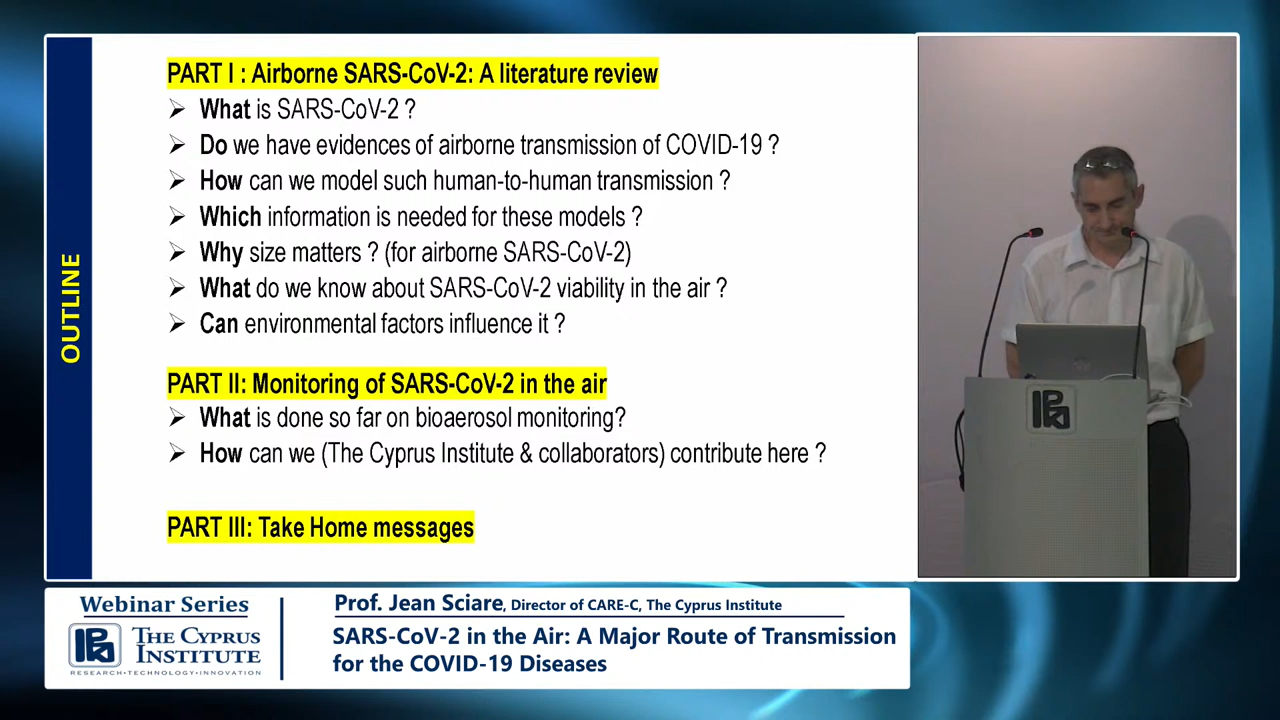 OUTLINE
PART I : Airborne SARS-CoV-2: A literature review
➢ What is SARS-CoV-2 ?
➢ Do we have evidences of airborne transmission of COVID-19 ?
➢ How can we model such human-to-human transmission ?
➢ Which information is needed for these models ?
➢ Why size matters ? (for airborne SARS-CoV-2)
➢ What do we know about SARS-CoV-2 viability in the air ?
➢ Can environmental factors influence it ?
PART II: Monitoring of SARS-CoV-2 in the air
➢ What is done so far on bioaerosol monitoring?
➢ How can we (The Cyprus Institute & collaborators) contribute here ?
PART III: Take Home messages
Webinar Series
THE CYPRUS
INSTITUTE
RESEARCH•TECHNOLOGY•INNOVATION
Prof. Jean Sciare, Director of CARE-C, The Cyprus Institute
SARS-CoV-2 in the Air: A Major Route of Transmission
for the COVID-19 Diseases